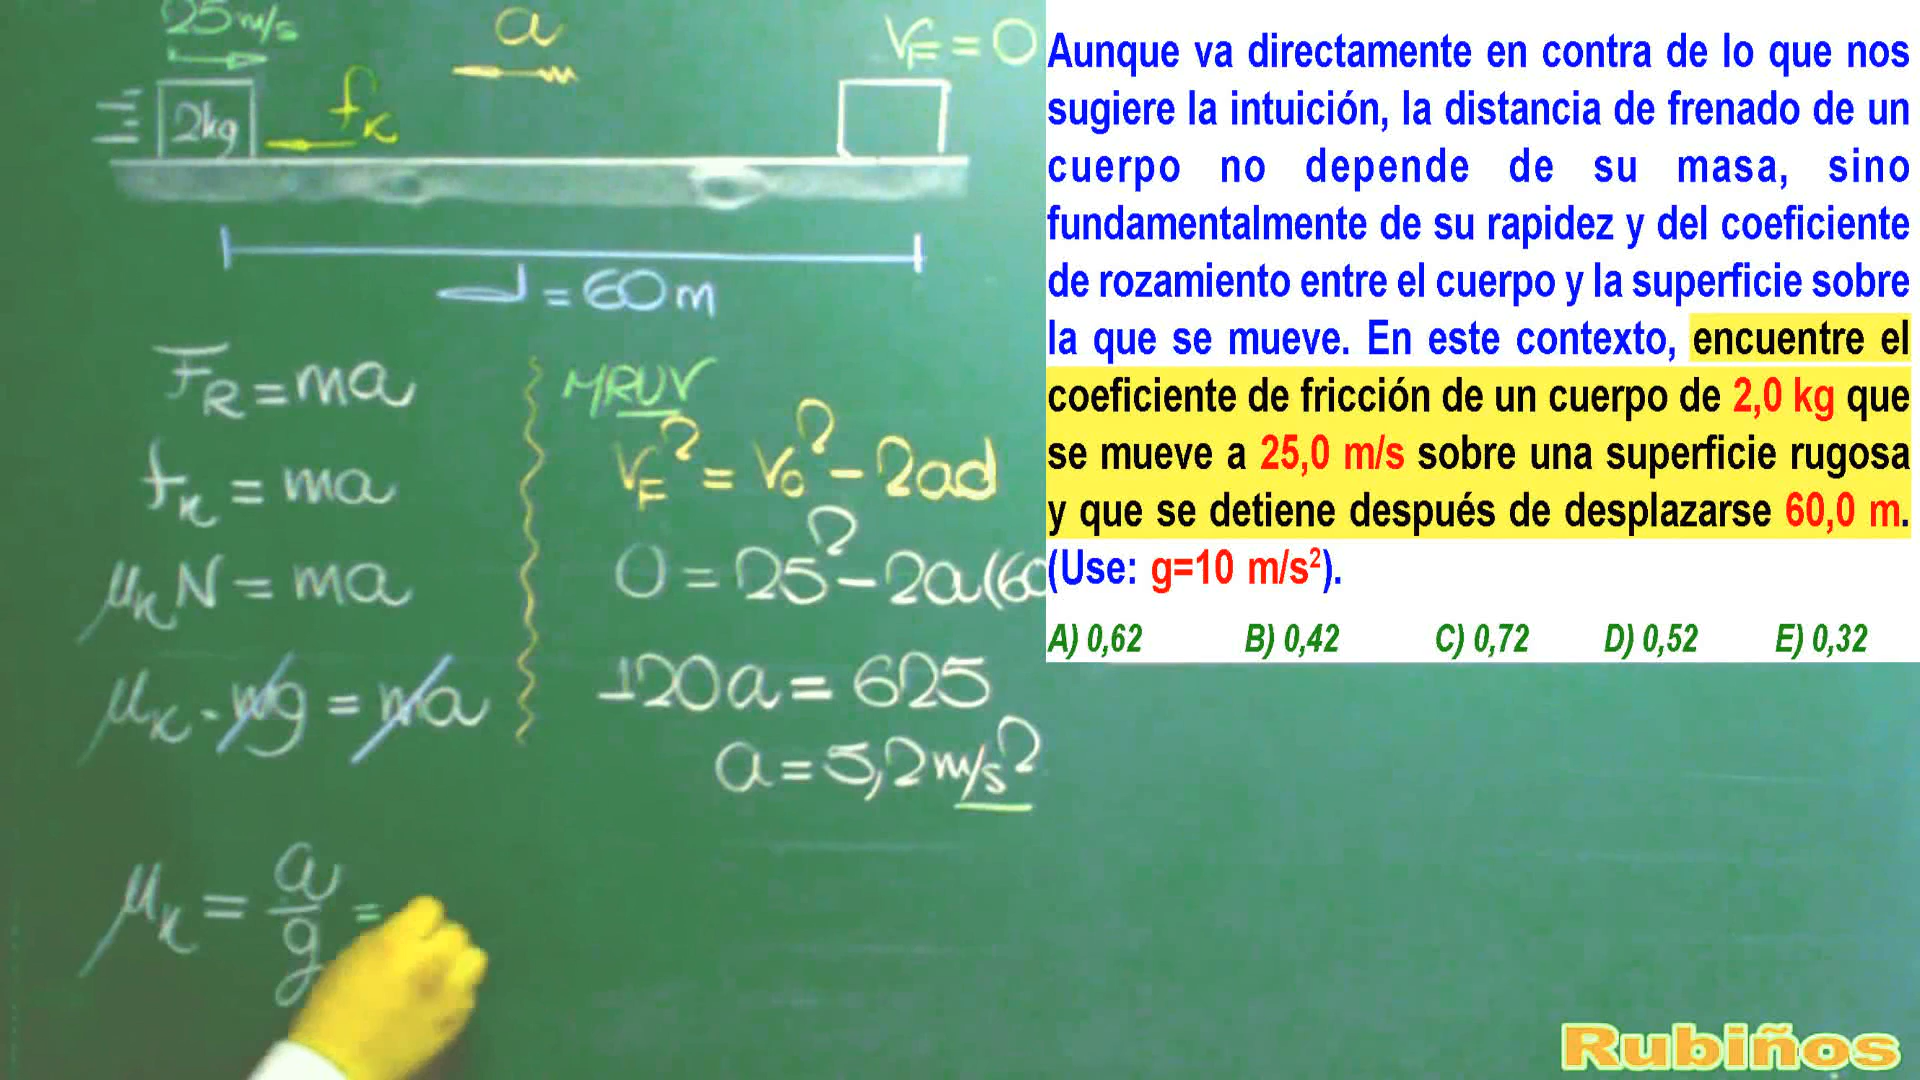 25 m/s
a
V_F = 0
2kg
f_K
d = 60 m
F_R = ma
f_K = ma
μ_K N = ma
μ_K · mg = ma
μ_K = a/g =
MRUV
V_F² = V_0² - 2ad
0 = 25² - 2a(60
120a = 625
a = 5,2 m/s²
Aunque va directamente en contra de lo que nos
sugiere la intuición, la distancia de frenado de un
cuerpo no depende de su masa, sino
fundamentalmente de su rapidez y del coeficiente
de rozamiento entre el cuerpo y la superficie sobre
la que se mueve. En este contexto, encuentre el
coeficiente de fricción de un cuerpo de 2,0 kg que
se mueve a 25,0 m/s sobre una superficie rugosa
y que se detiene después de desplazarse 60,0 m.
(Use: g=10 m/s²).
A) 0,62 B) 0,42 C) 0,72 D) 0,52 E) 0,32
Rubiños